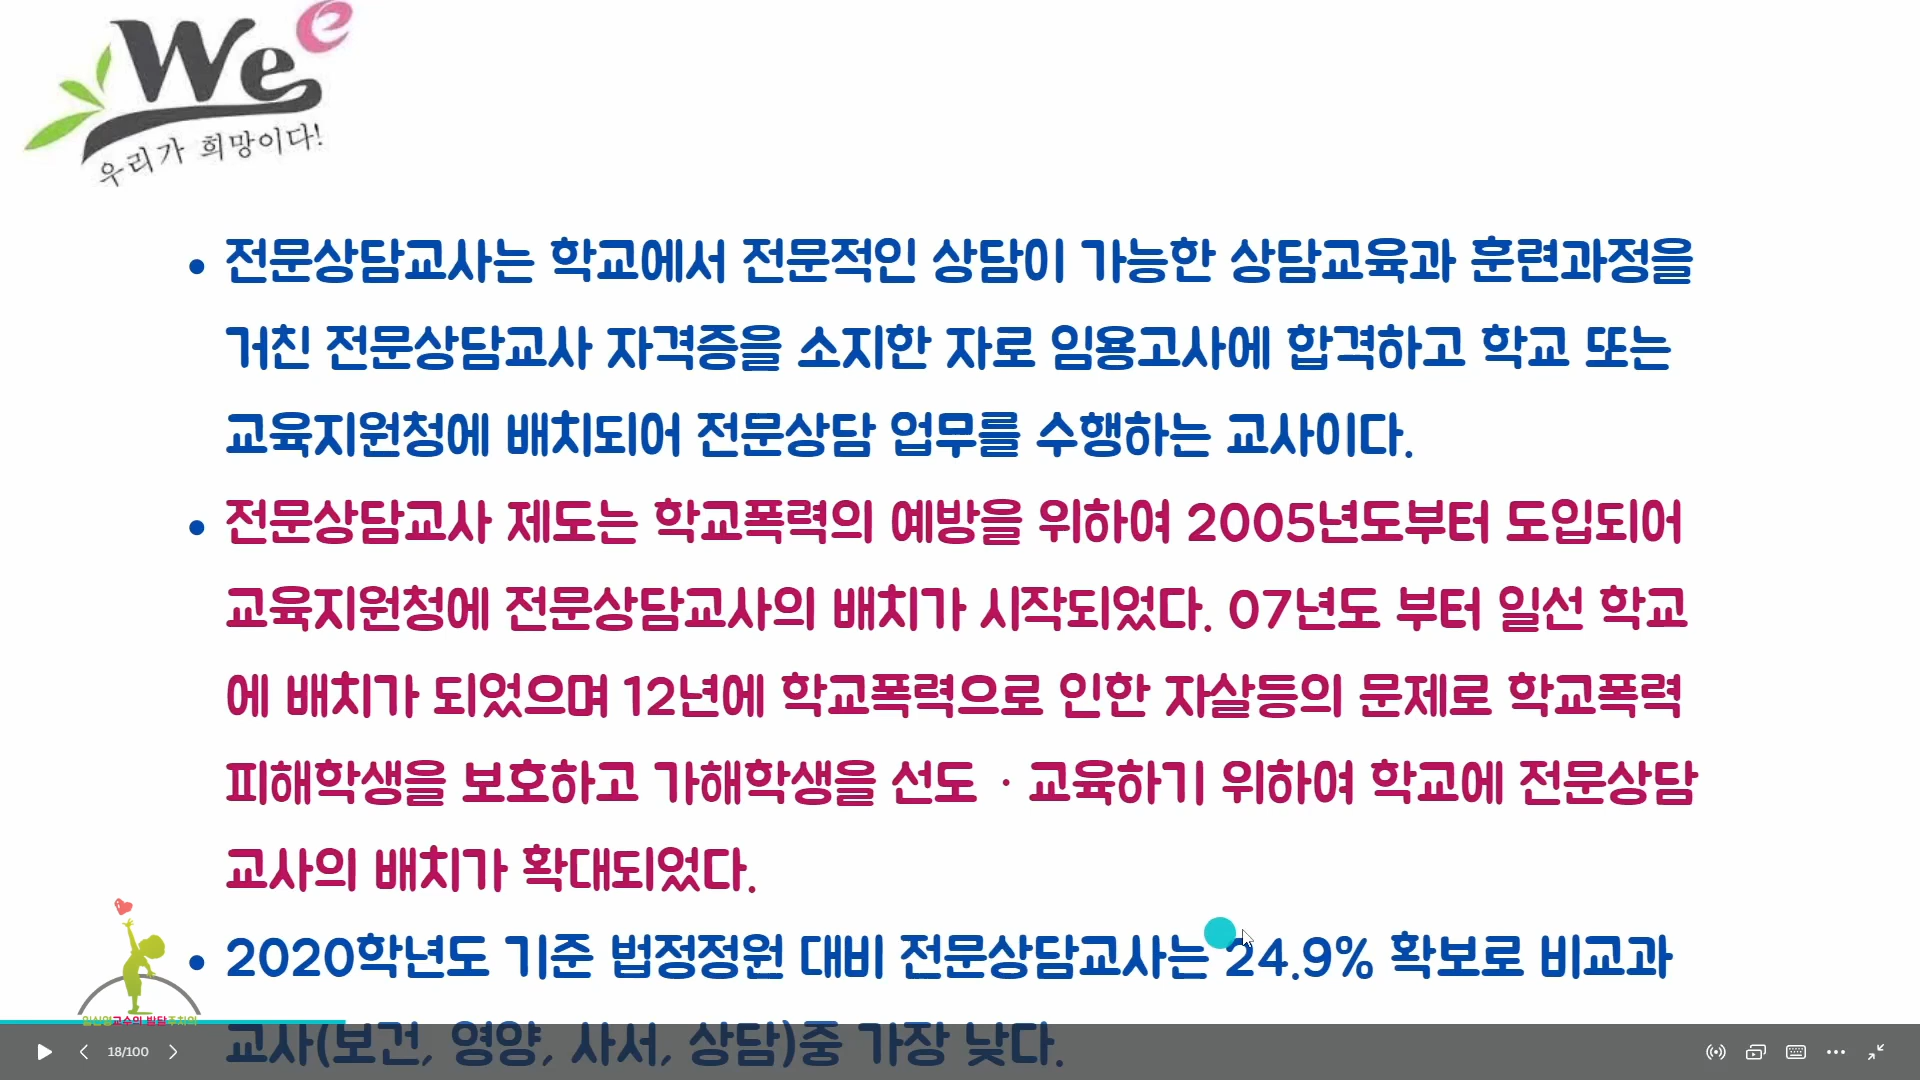 Wee
우리가 희망이다!
• 전문상담교사는 학교에서 전문적인 상담이 가능한 상담교육과 훈련과정을
거친 전문상담교사 자격증을 소지한 자로 임용고사에 합격하고 학교 또는
교육지원청에 배치되어 전문상담 업무를 수행하는 교사이다.
• 전문상담교사 제도는 학교폭력의 예방을 위하여 2005년도부터 도입되어
교육지원청에 전문상담교사의 배치가 시작되었다. 07년도 부터 일선 학교
에 배치가 되었으며 12년에 학교폭력으로 인한 자살등의 문제로 학교폭력
피해학생을 보호하고 가해학생을 선도 · 교육하기 위하여 학교에 전문상담
교사의 배치가 확대되었다.
• 2020학년도 기준 법정정원 대비 전문상담교사는 24.9% 확보로 비교과
교사(보건, 영양, 사서, 상담)중 가장 낮다.
18/100